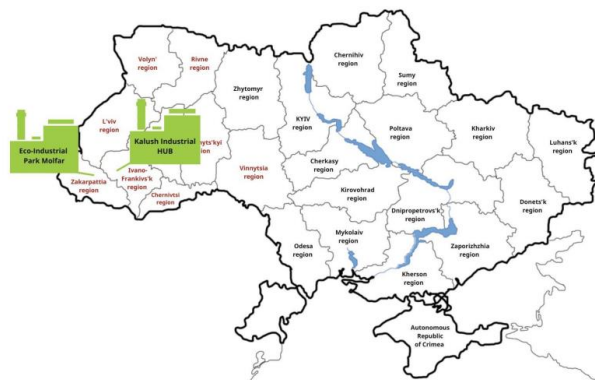 Chernihiv
region
Volyn'
region
Rivne
region
Sumy
region
Zhytomyr
region
KYIV
region
L'viv
Kalush Industrial
HUB
Poltava
region
Kharkiv
region
Luhans'k
region
Eco-Industrial
Park Molfar
region
Cherkasy
region
Vinnytsia
region
Zakarpattia
region
Ivano-
Frankivs'k
region
Chernivtsi
region
Kirovohrad
region
Dnipropetrovs'k
region
Donets'k
region
Odesa
region
Mykolaiv
region
Zaporizhzhia
region
Kherson
region
Autonomous
Republic
of Crimea